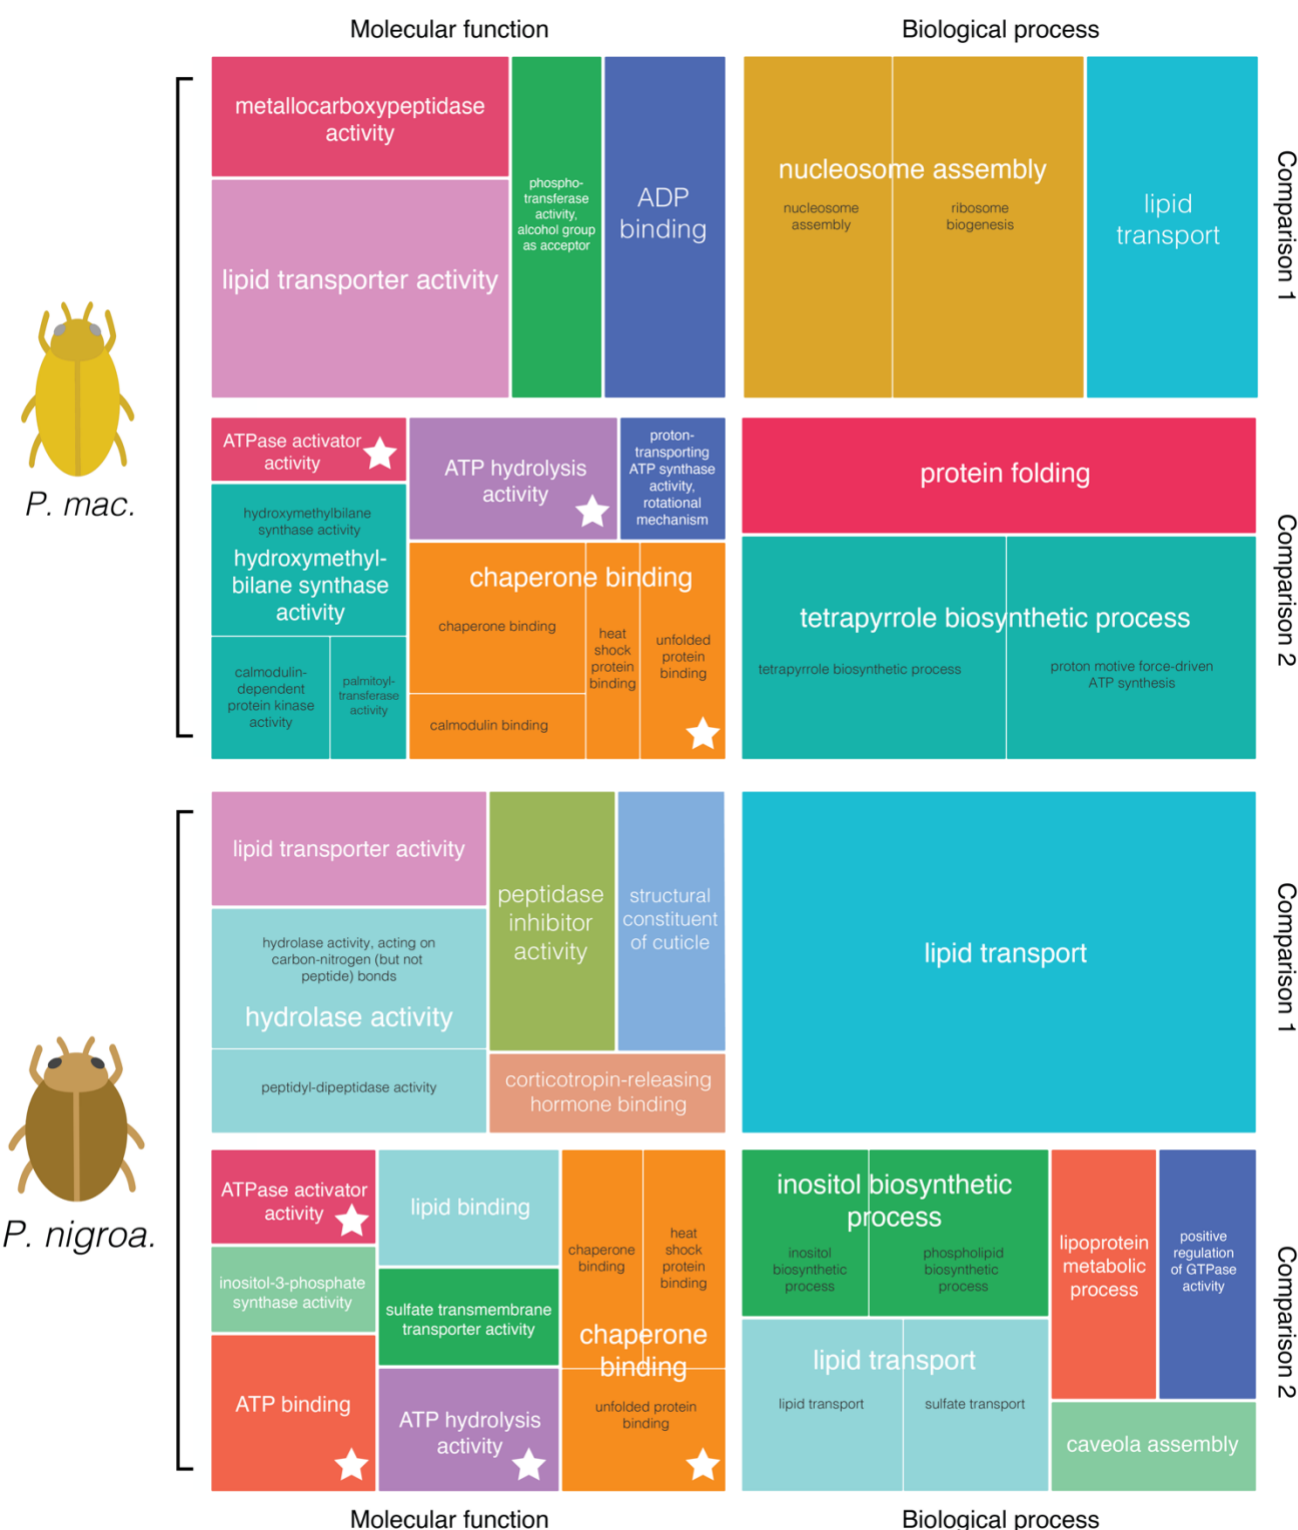 Molecular function
Biological process
metallocarboxypeptidase
activity
lipid transporter activity
phospho-
transferase
activity,
alcohol group
as acceptor
ADP
binding
nucleosome assembly
nucleosome
assembly
ribosome
biogenesis
lipid
transport
Comparison 1
P. mac.
ATPase activator
activity
hydroxymethylbilane
synthase activity
hydroxymethyl-
bilane synthase
activity
calmodulin-
dependent
protein kinase
activity
palmitoyl-
transferase
activity
ATP hydrolysis
activity
proton-
transporting
ATP synthase
activity,
rotational
mechanism
chaperone binding
chaperone binding
heat
shock
protein
binding
unfolded
protein
binding
calmodulin binding
protein folding
tetrapyrrole biosynthetic process
tetrapyrrole biosynthetic process
proton motive force-driven
ATP synthesis
Comparison 2
lipid transporter activity
hydrolase activity, acting on
carbon-nitrogen (but not
peptide) bonds
hydrolase activity
peptidyl-dipeptidase activity
peptidase
inhibitor
activity
structural
constituent
of cuticle
corticotropin-releasing
hormone binding
lipid transport
Comparison 1
P. nigroa.
ATPase activator
activity
inositol-3-phosphate
synthase activity
ATP binding
lipid binding
sulfate transmembrane
transporter activity
ATP hydrolysis
activity
chaperone
binding
heat
shock
protein
binding
chaperone
binding
unfolded protein
binding
inositol biosynthetic
process
inositol
biosynthetic
process
phospholipid
biosynthetic
process
lipid transport
lipid transport
sulfate transport
lipoprotein
metabolic
process
positive
regulation
of GTPase
activity
caveola assembly
Comparison 2
Molecular function
Biological process